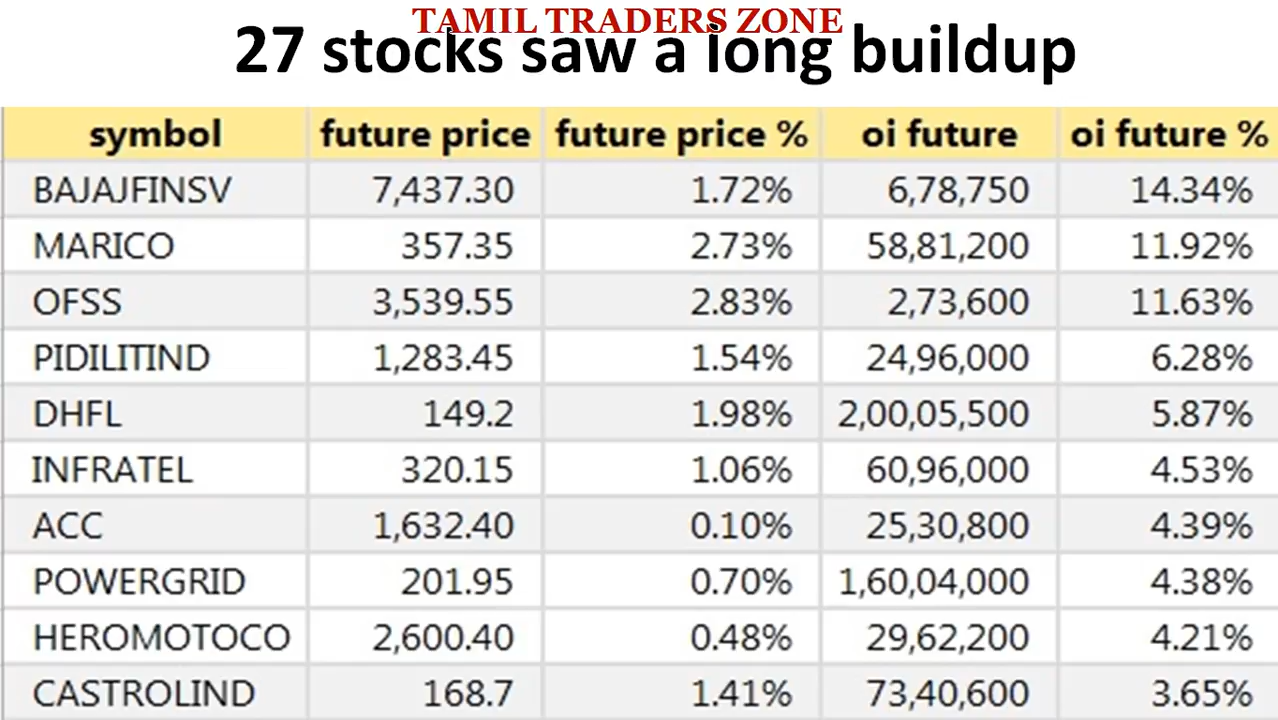 TAMIL TRADERS ZONE
27 stocks saw a long buildup
symbol future price future price % oi future oi future %
BAJAJFINSV 7,437.30 1.72% 6,78,750 14.34%
MARICO 357.35 2.73% 58,81,200 11.92%
OFSS 3,539.55 2.83% 2,73,600 11.63%
PIDILITIND 1,283.45 1.54% 24,96,000 6.28%
DHFL 149.2 1.98% 2,00,05,500 5.87%
INFRATEL 320.15 1.06% 60,96,000 4.53%
ACC 1,632.40 0.10% 25,30,800 4.39%
POWERGRID 201.95 0.70% 1,60,04,000 4.38%
HEROMOTOCO 2,600.40 0.48% 29,62,200 4.21%
CASTROLIND 168.7 1.41% 73,40,600 3.65%